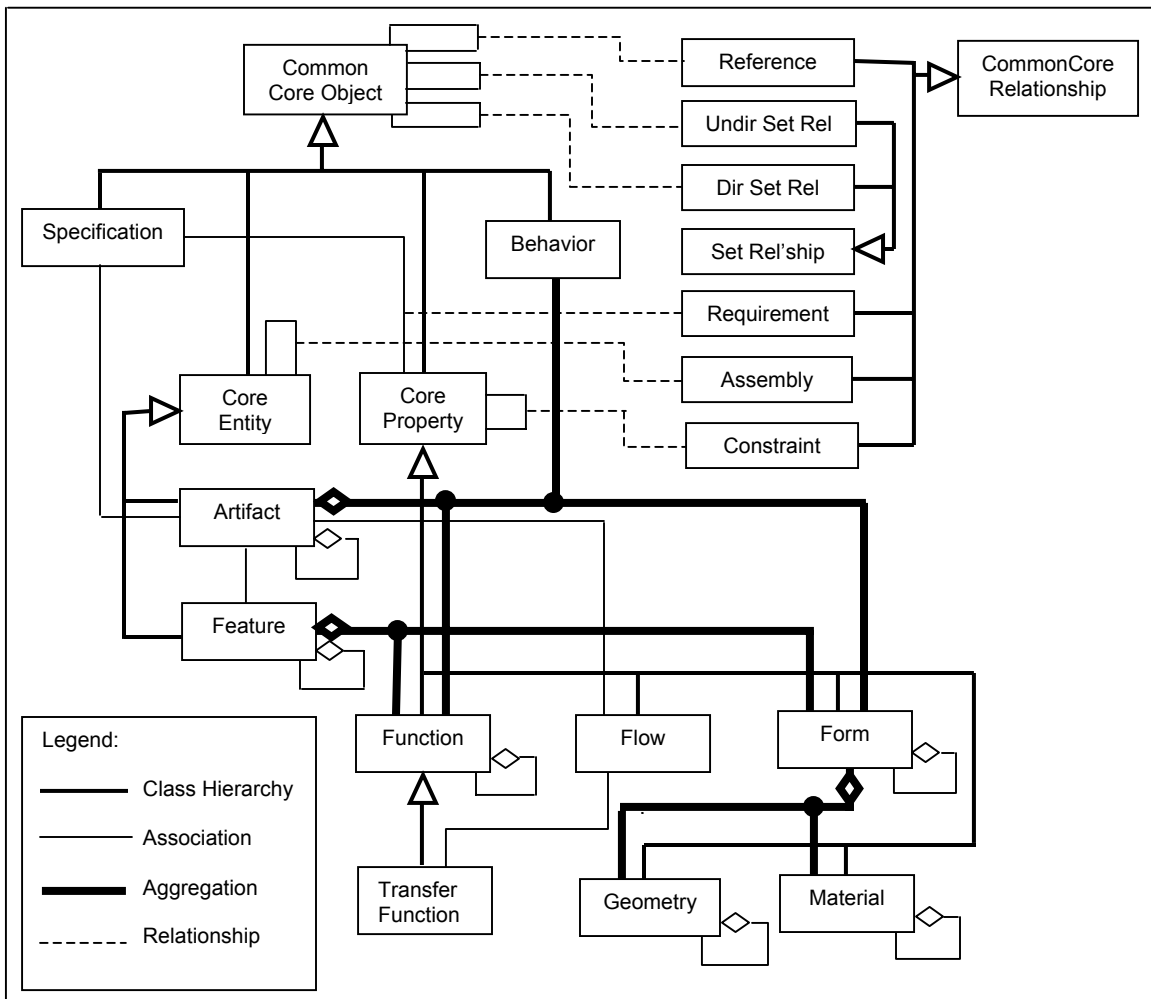 Common
Core Object
Reference
CommonCore
Relationship
Undir Set Rel
Dir Set Rel
Specification
Behavior
Set Rel’ship
Requirement
Core
Entity
Core
Property
Assembly
Constraint
Artifact
Feature
Function
Flow
Form
Transfer
Function
Geometry
Material
Legend:
Class Hierarchy
Association
Aggregation
Relationship